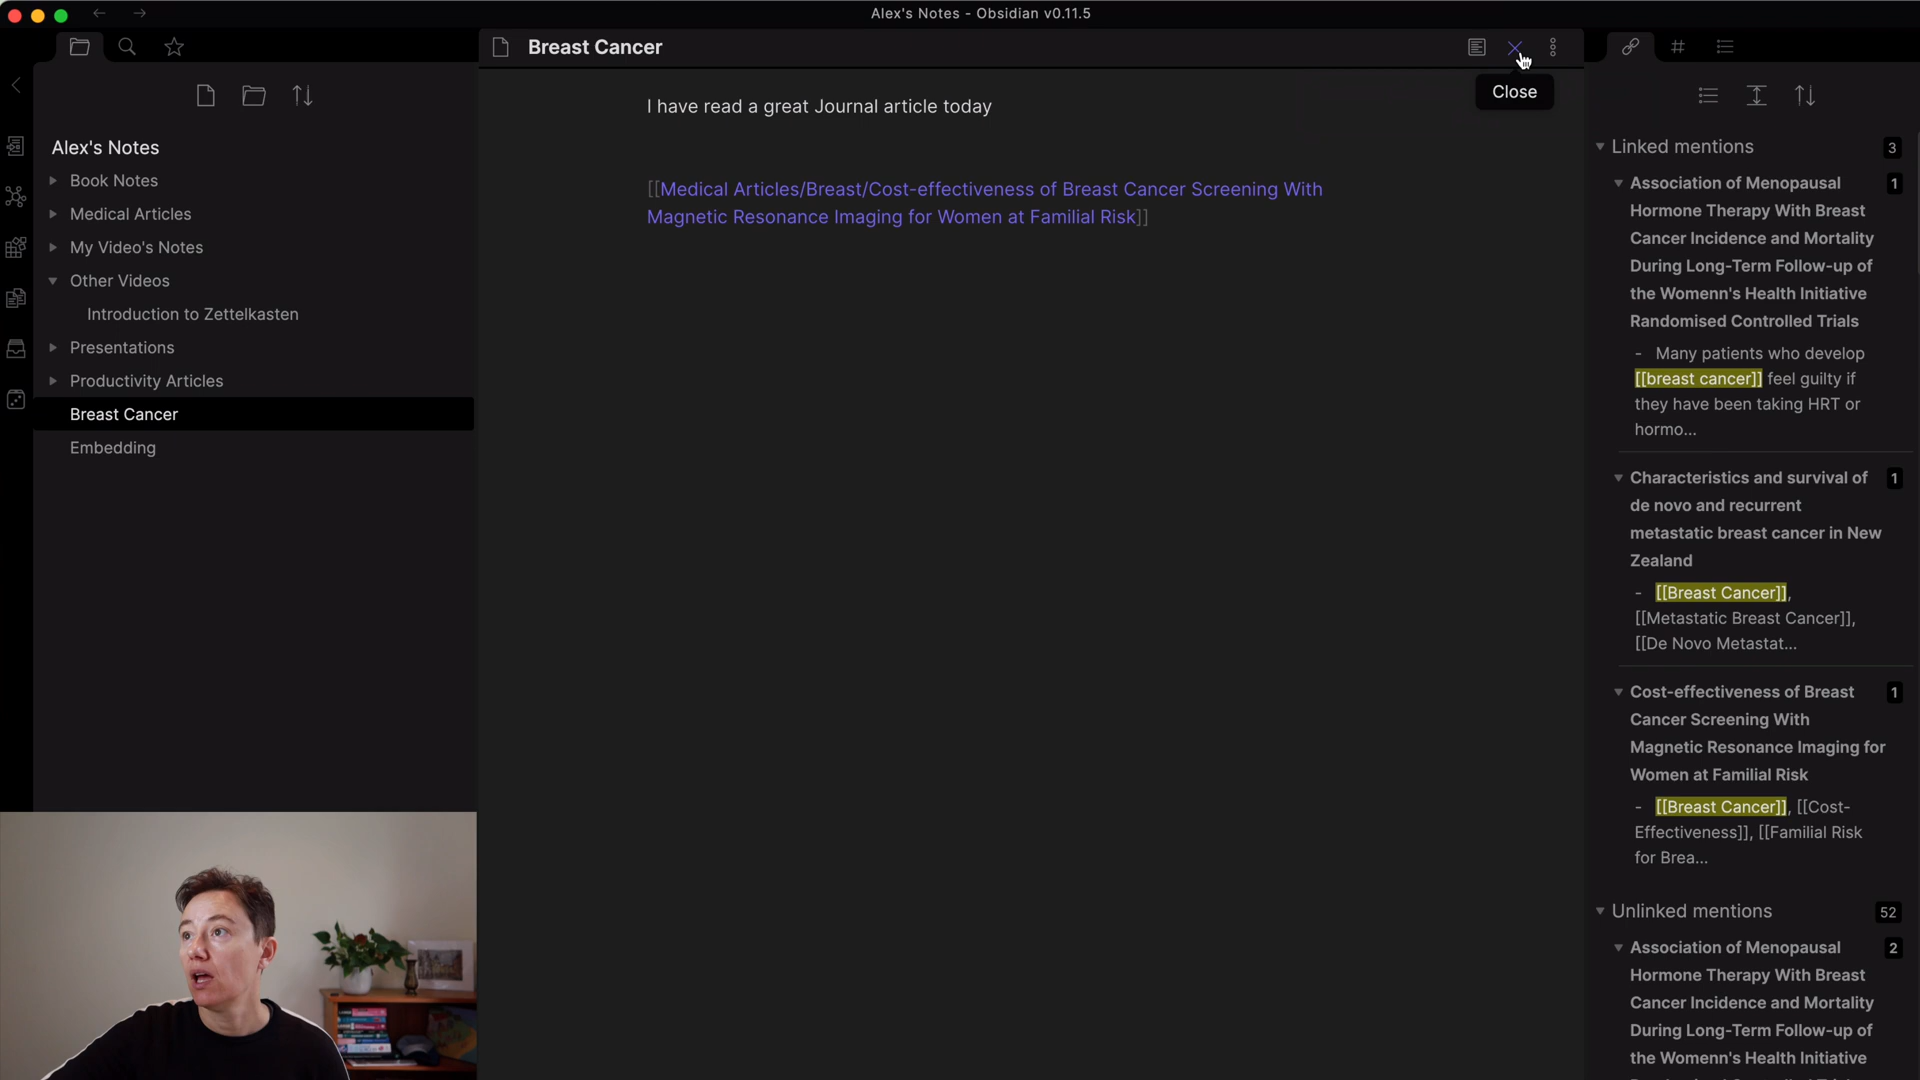 Alex's Notes - Obsidian v0.11.5
Breast Cancer
Close
Alex's Notes
Book Notes
Medical Articles
My Video's Notes
Other Videos
Introduction to Zettelkasten
Presentations
Productivity Articles
Breast Cancer
Embedding
I have read a great Journal article today
[[Medical Articles/Breast/Cost-effectiveness of Breast Cancer Screening With
Magnetic Resonance Imaging for Women at Familial Risk]]
Linked mentions 3
Association of Menopausal 1
Hormone Therapy With Breast
Cancer Incidence and Mortality
During Long-Term Follow-up of
the Womenn's Health Initiative
Randomised Controlled Trials
- Many patients who develop
[[breast cancer]] feel guilty if
they have been taking HRT or
hormo...
Characteristics and survival of 1
de novo and recurrent
metastatic breast cancer in New
Zealand
- [[Breast Cancer]],
[[Metastatic Breast Cancer]],
[[De Novo Metastat...
Cost-effectiveness of Breast 1
Cancer Screening With
Magnetic Resonance Imaging for
Women at Familial Risk
- [[Breast Cancer]], [[Cost-
Effectiveness]], [[Familial Risk
for Brea...
Unlinked mentions 52
Association of Menopausal 2
Hormone Therapy With Breast
Cancer Incidence and Mortality
During Long-Term Follow-up of
the Womenn's Health Initiative